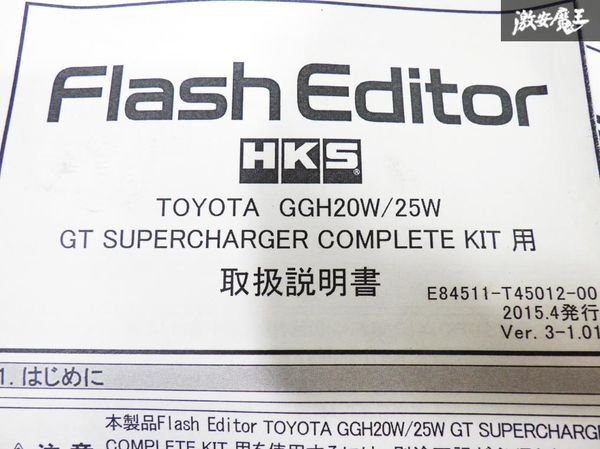 激安魔王
Flash Editor
HKS®
TOYOTA GGH20W/25W
GT SUPERCHARGER COMPLETE KIT 用
取扱説明書
E84511-T45012-00
2015.4発行
Ver. 3-1.01
1. はじめに
本製品Flash Editor TOYOTA GGH20W/25W GT SUPERCHARGER
注意
COMPLETE KIT 用を使用するには、別途